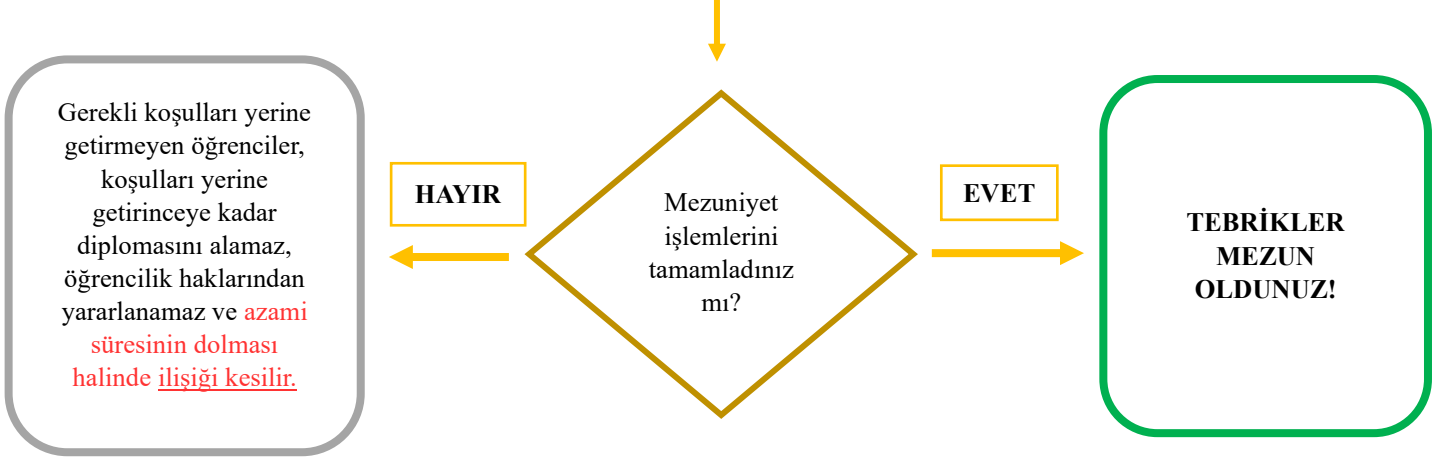 Gerekli koşulları yerine
getirmeyen öğrenciler,
koşulları yerine
getirinceye kadar
diplomasını alamaz,
öğrencilik haklarından
yararlanamaz ve azami
süresinin dolması
halinde ilişiği kesilir.
HAYIR
Mezuniyet
işlemlerini
tamamladınız
mı?
EVET
TEBRİKLER
MEZUN
OLDUNUZ!